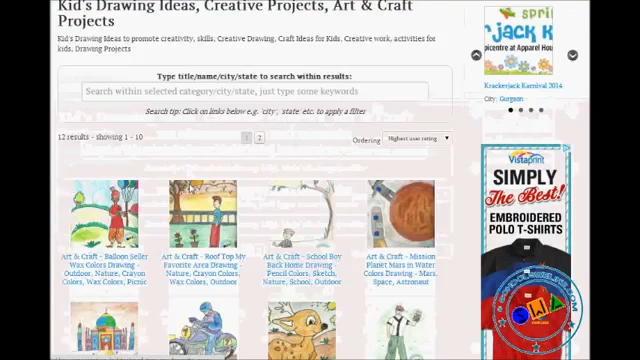 Kid's Drawing Ideas, Creative Projects, Art & Craft
Projects
Kid's Drawing Ideas to promote creativity, skills, Creative Drawing, Craft Ideas for Kids, Creative work, activities for
kids, Drawing Projects
Type title/name/city/state to search within results:
Search within selected category/city/state, just type some keywords
Search tip: Click on links below e.g. 'city', 'state' etc. to apply a filter
12 results - showing 1 - 10
1 2
Ordering
Highest user rating
Art & Craft - Balloon Seller
Wax Colors Drawing -
Outdoor, Nature, Crayon
Colors, Wax Colors, Picnic
Art & Craft - Roof Top My
Favorite Area Drawing -
Nature, Crayon Colors,
Wax Colors, Outdoor
Art & Craft - School Boy
Back Home Drawing -
Pencil Colors, Sketch,
Nature, School, Outdoor
Art & Craft - Mission
Planet Mars in Water
Colors Drawing - Mars,
Space, Astronaut
sprin
r jack k
epicentre at Apparel Hous
Krackerjack Karnival 2014
City: Gurgaon
Vistaprint
SIMPLY
The Best!
EMBROIDERED
POLO T-SHIRTS